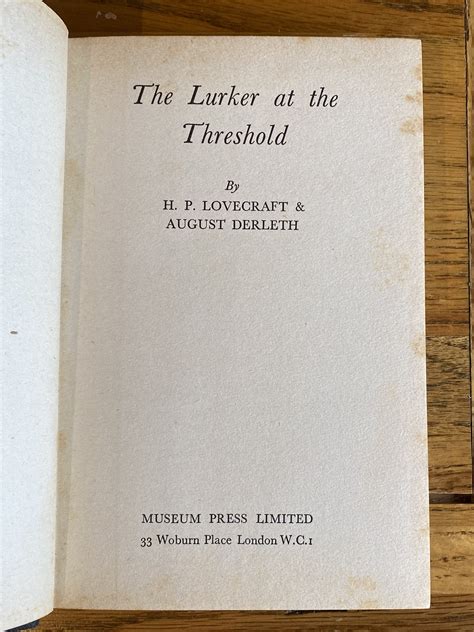 The Lurker at the
Threshold
By
H. P. LOVECRAFT &
AUGUST DERLETH
MUSEUM PRESS LIMITED
33 Woburn Place London W.C.1